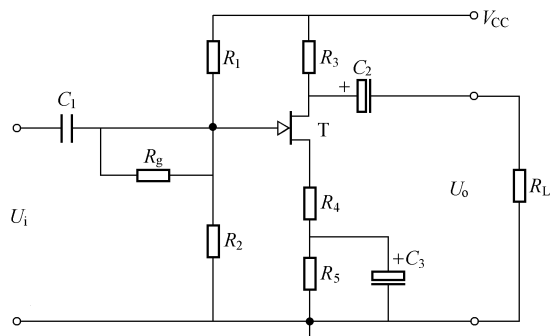 V_CC
R_1
R_3
+ C_2
C_1
T
R_g
R_4
R_L
U_i
U_o
R_2
R_5
+ C_3